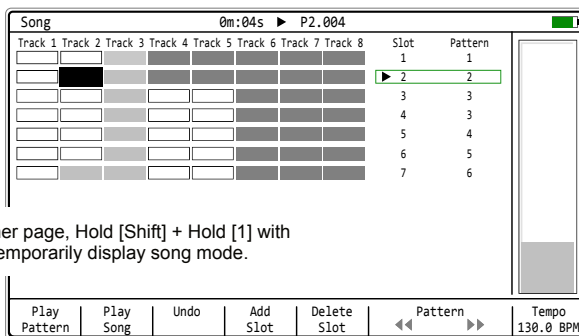 Song 0m:04s ▶ P2.004
Track 1 Track 2 Track 3 Track 4 Track 5 Track 6 Track 7 Track 8 Slot Pattern
1 1
▶ 2 2
3 3
4 3
5 4
6 5
7 6
her page, Hold [Shift] + Hold [1] with
emporarily display song mode.
Play Pattern Play Song Undo Add Slot Delete Slot Pattern ◀◀ ▶▶ Tempo 130.0 BPM